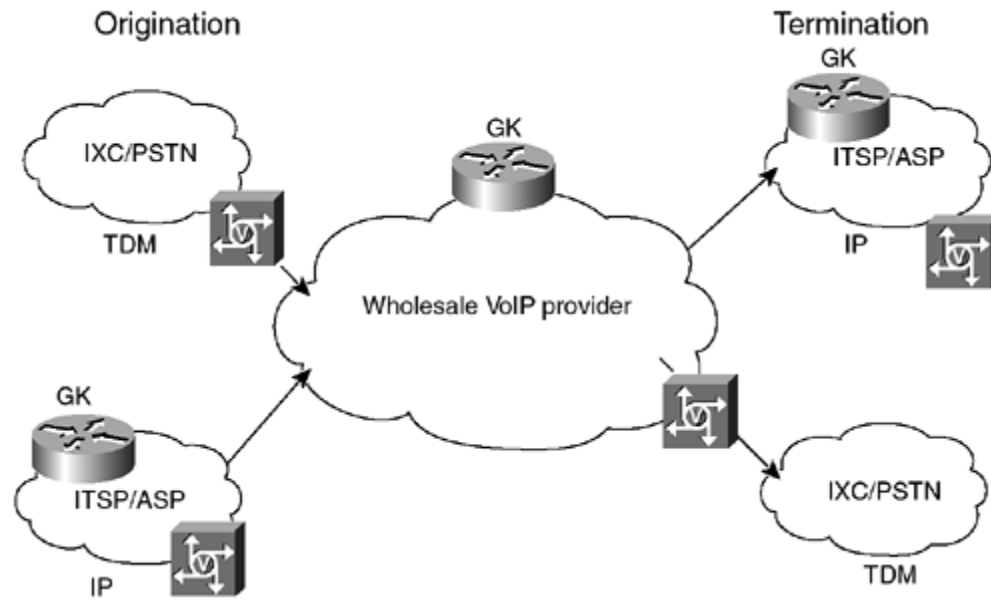 Origination
Termination
GK
GK
IXC/PSTN
ITSP/ASP
TDM
V
IP
V
Wholesale VoIP provider
GK
V
ITSP/ASP
IXC/PSTN
V
IP
TDM